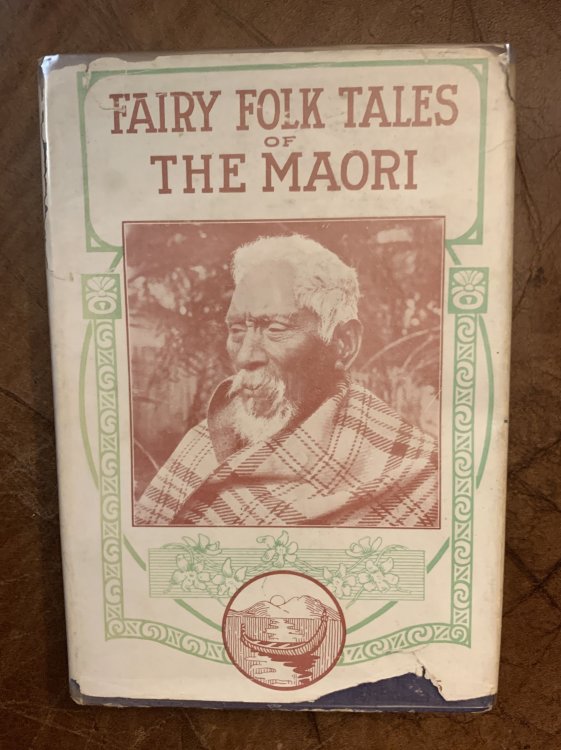 FAIRY FOLK TALES
OF
THE MAORI